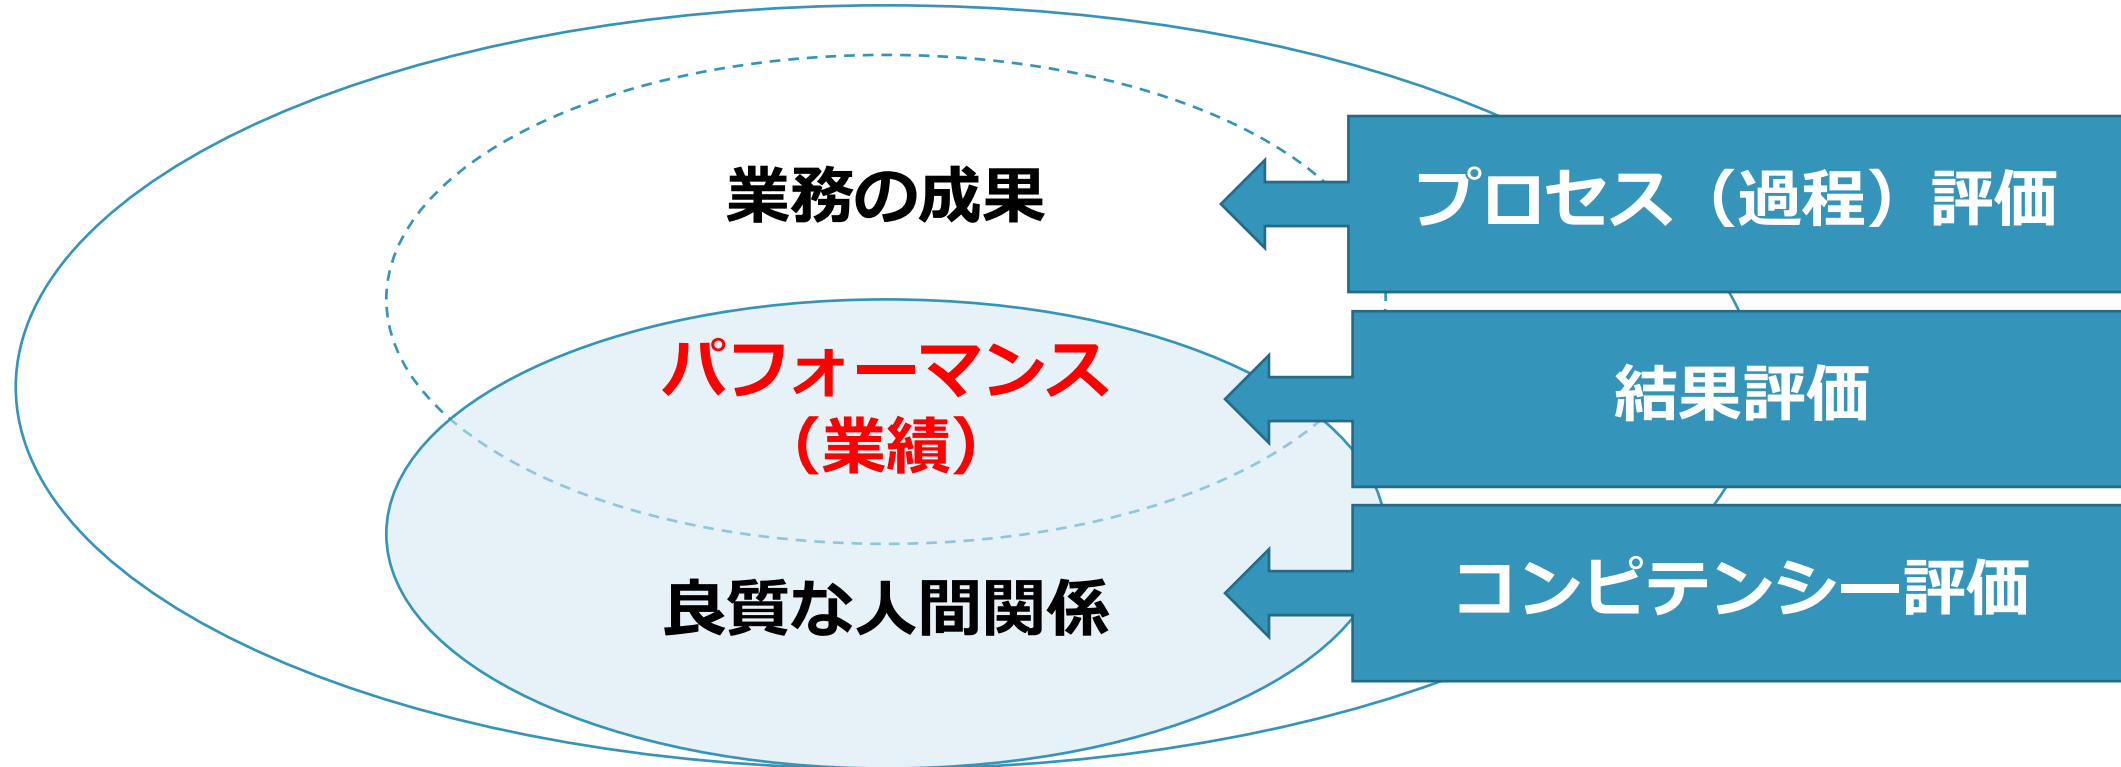 業務の成果
プロセス（過程）評価
パフォーマンス
（業績）
結果評価
良質な人間関係
コンピテンシー評価